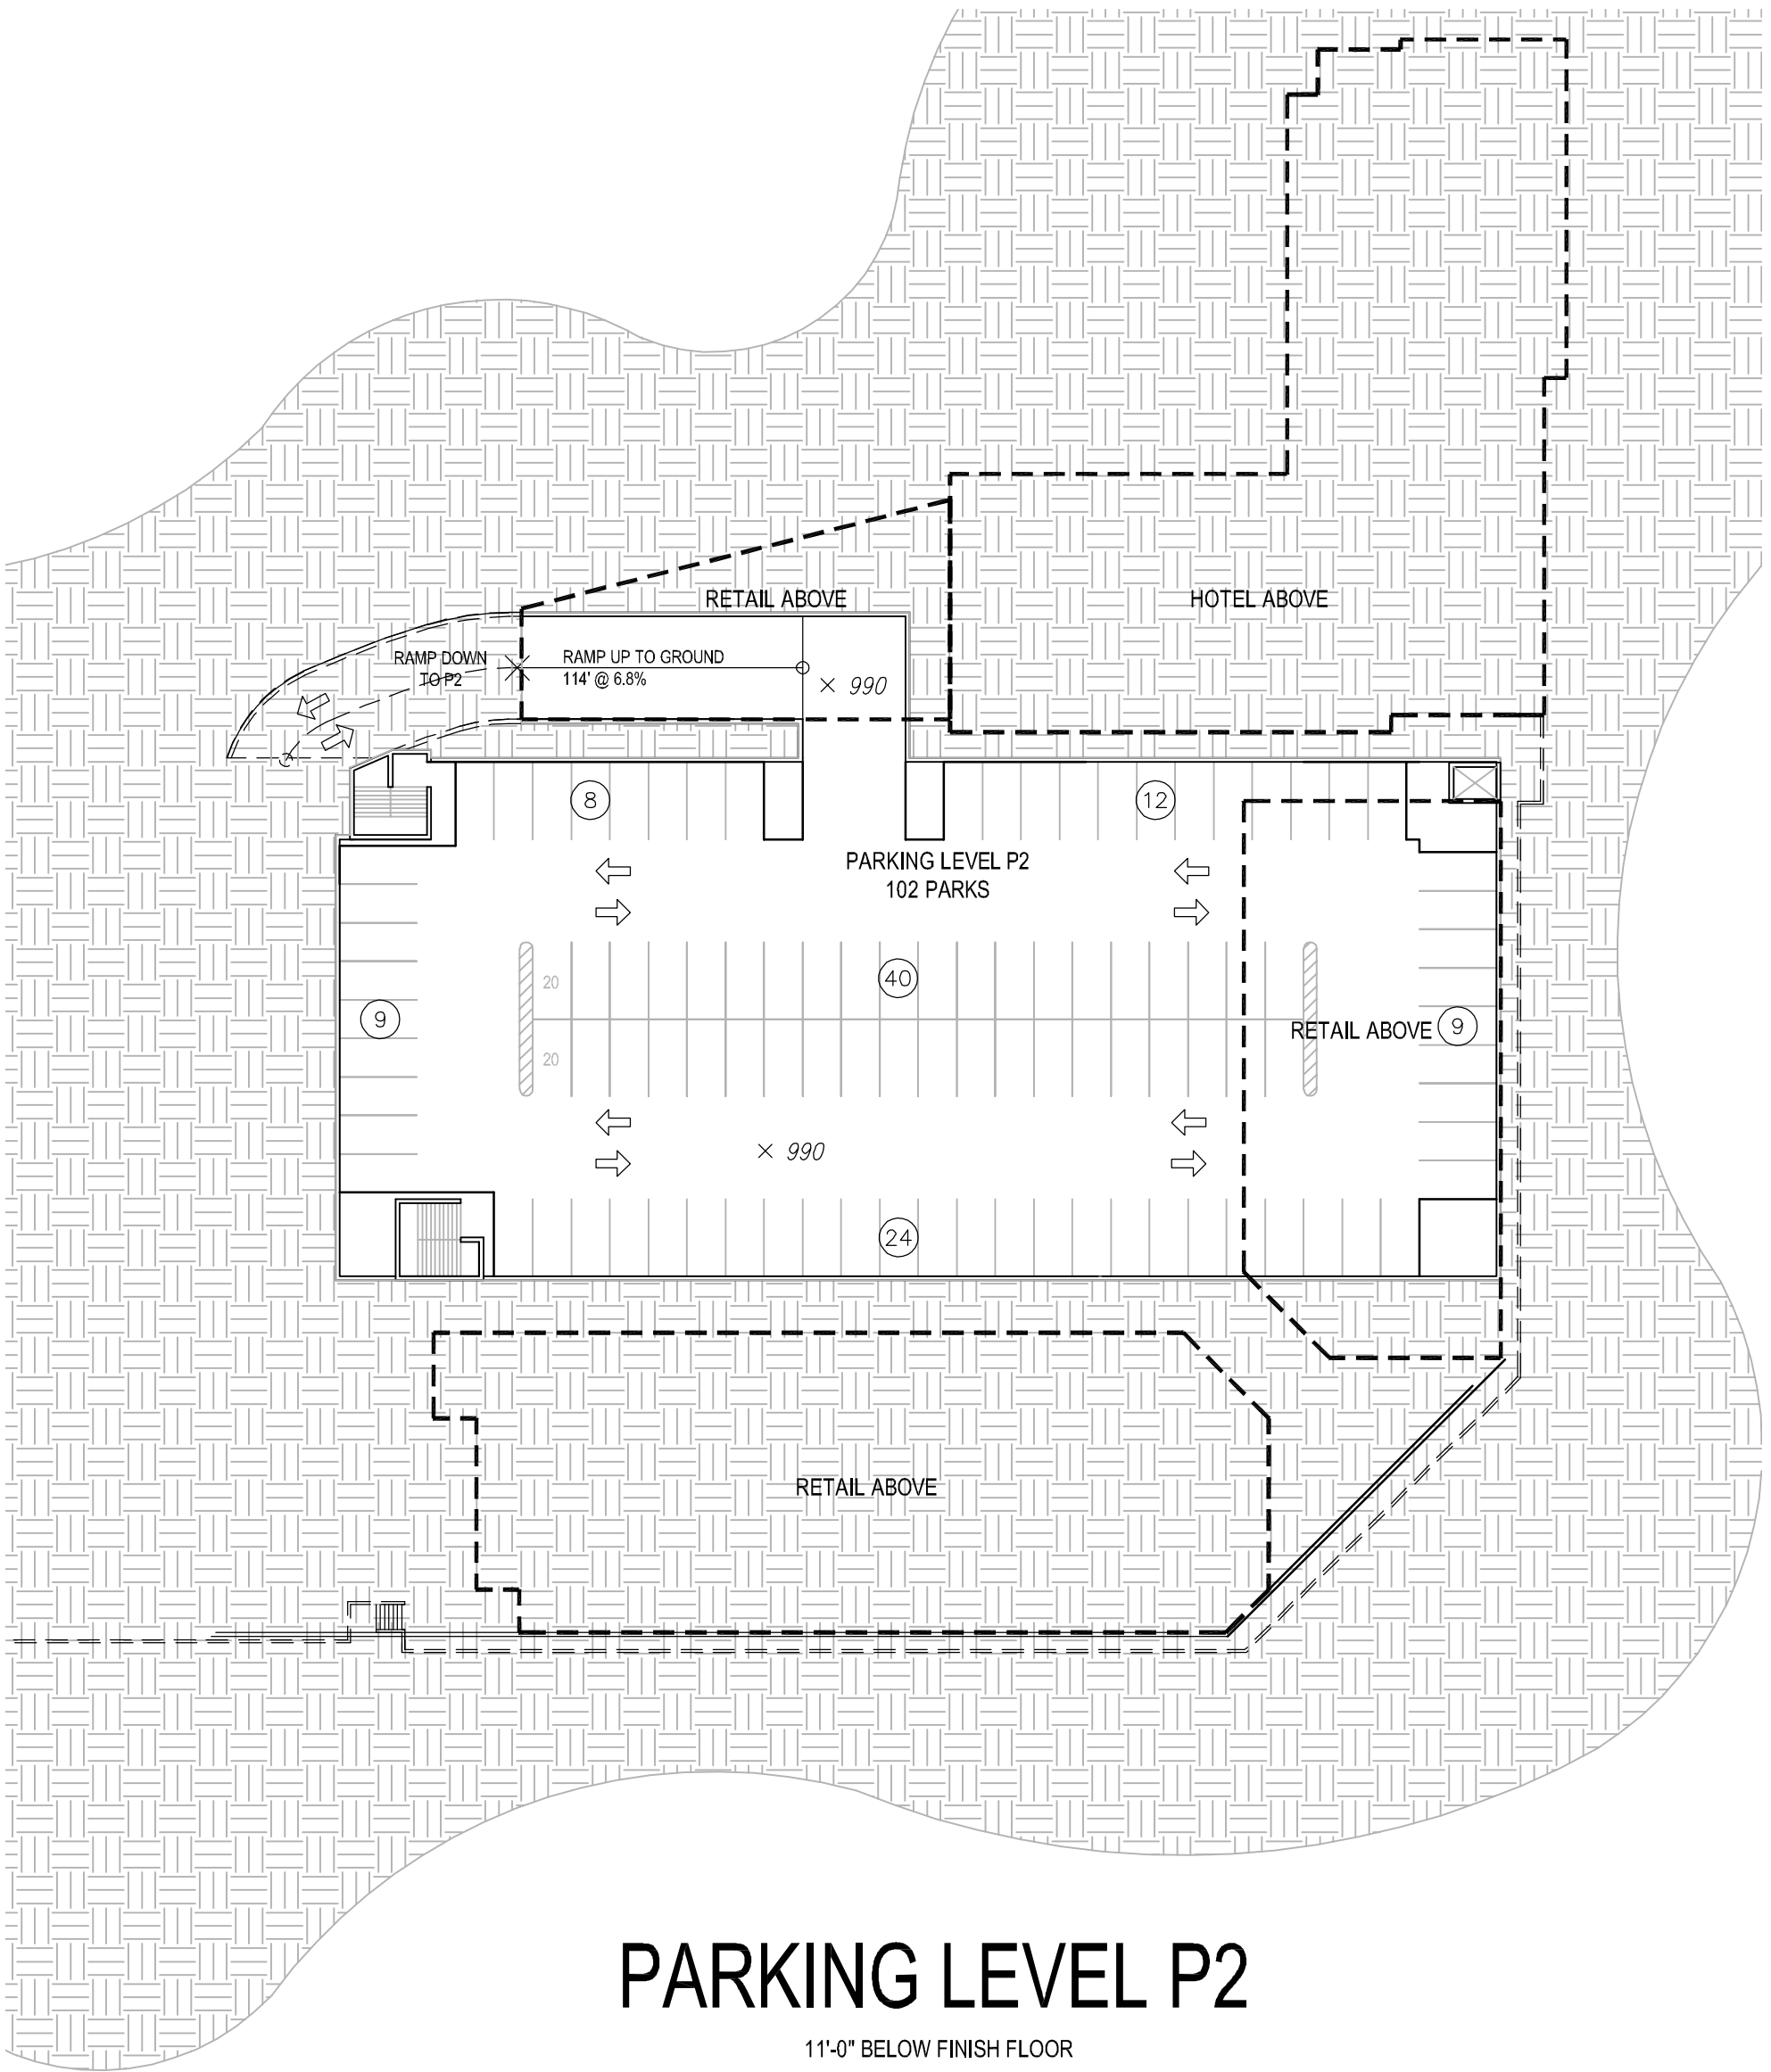 RETAIL ABOVE
HOTEL ABOVE
RAMP DOWN
TO P2
RAMP UP TO GROUND
114' @ 6.8%
990
8
12
PARKING LEVEL P2
102 PARKS
20
40
9
20
RETAIL ABOVE
9
990
24
RETAIL ABOVE
PARKING LEVEL P2
11'-0" BELOW FINISH FLOOR